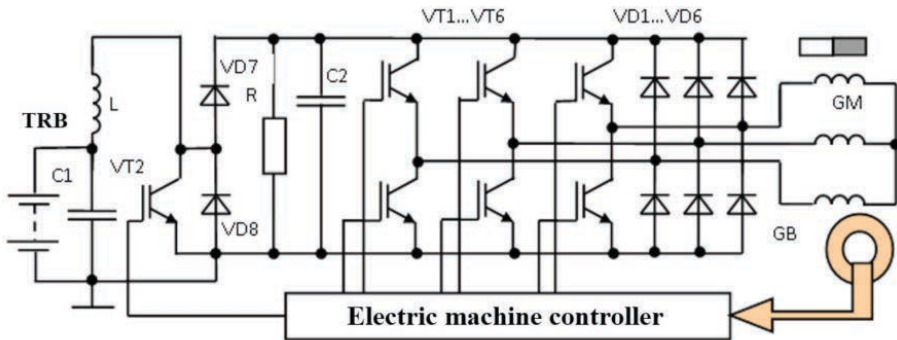 VT1...VT6
VD1...VD6
VD7
C2
R
L
GM
TRB
C1
VT2
VD8
GB
Electric machine controller